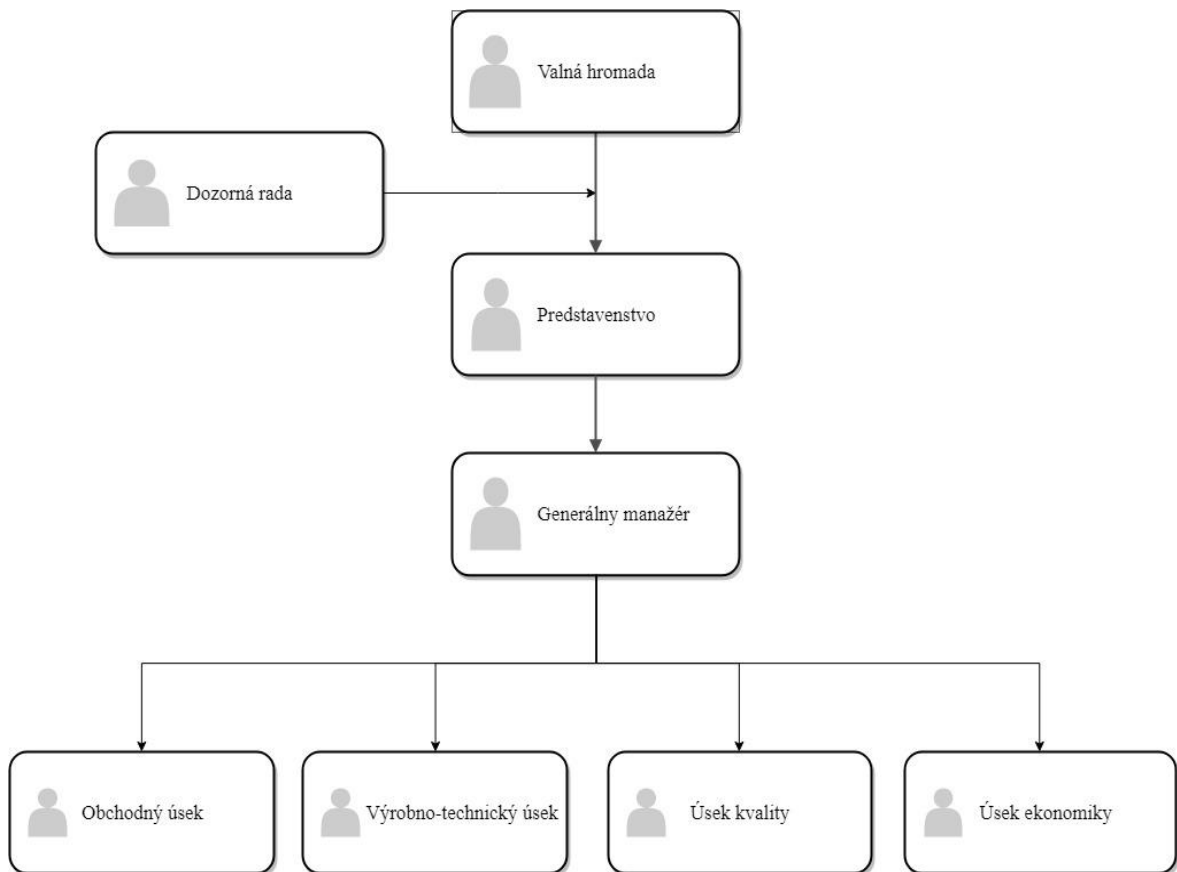 Valná hromada
Dozorná rada
Predstavenstvo
Generálny manažér
Obchodný úsek
Výrobno-technický úsek
Úsek kvality
Úsek ekonomiky